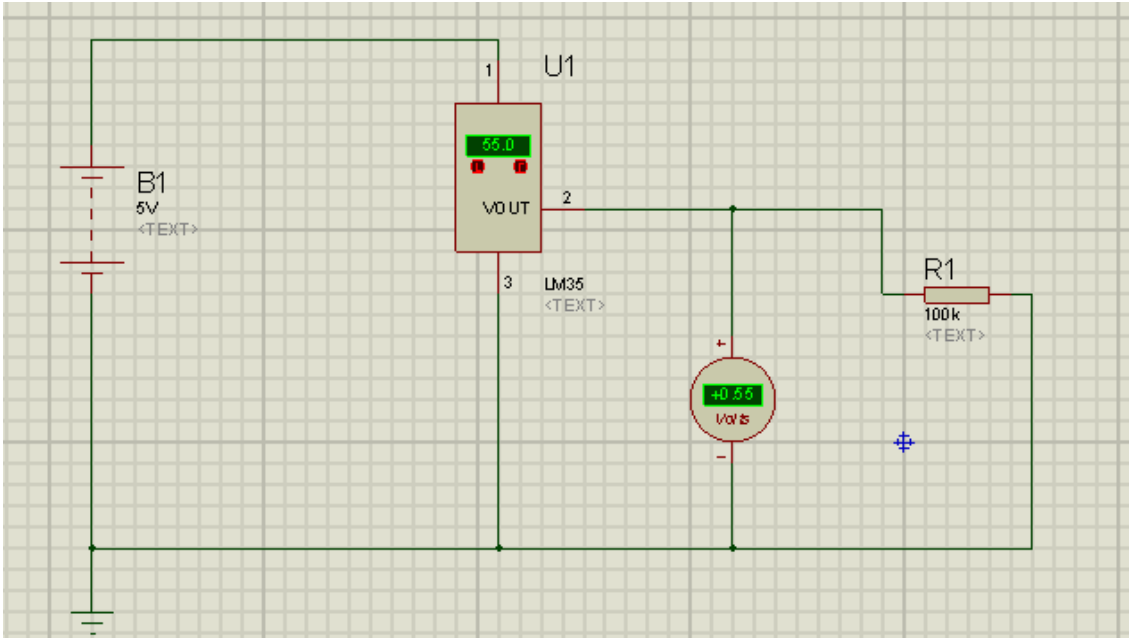 U1
1
55.0
VOUT
2
3
LM35
<TEXT>
B1
5V
<TEXT>
R1
100k
<TEXT>
+
+0.55
Volts
−